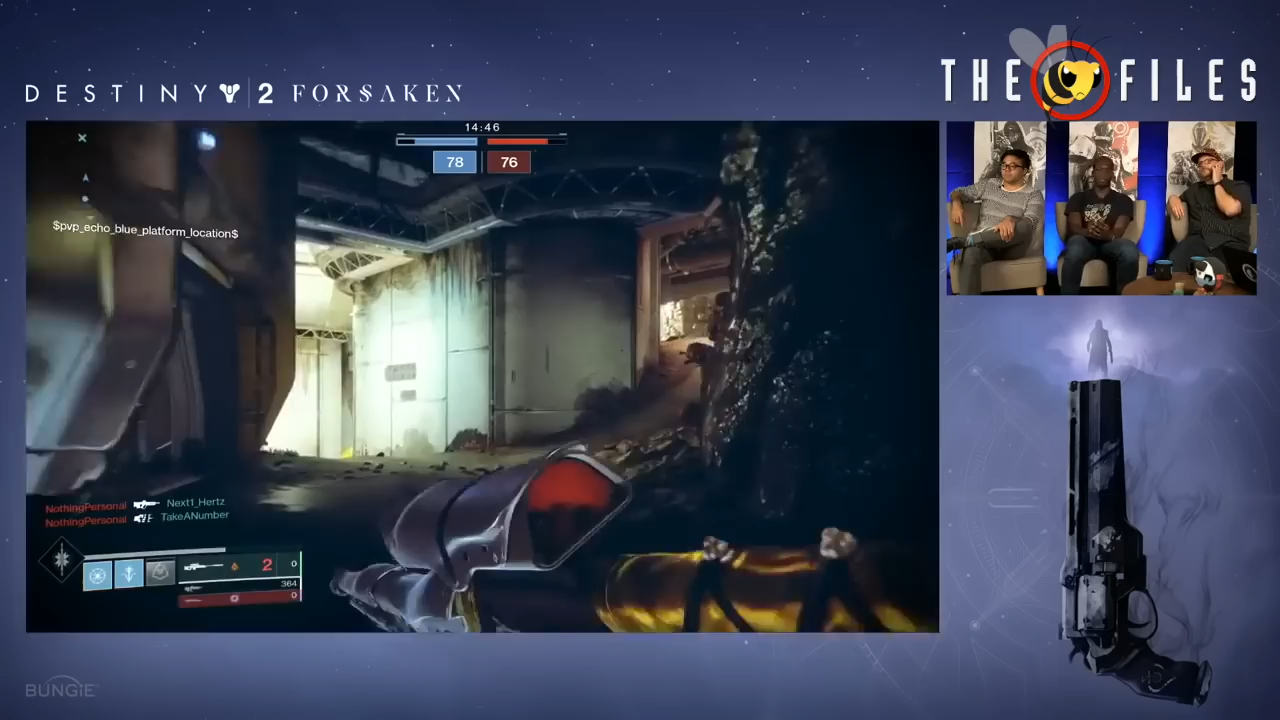 DESTINY 2 FORSAKEN
THE FILES
14:46
78 76
$pvp_echo_blue_platform_location$
NothingPersonal Next1_Hertz
NothingPersonal TakeANumber
2 0
364
0
BUNGIE